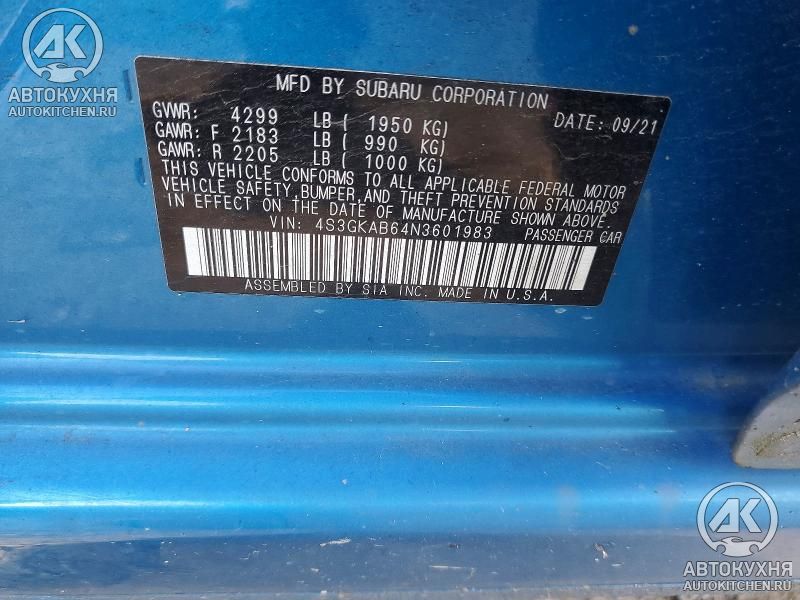 АК
АВТОКУХНЯ
AUTOKITCHEN.RU
MFD BY SUBARU CORPORATION
GVWR: 4299 LB ( 1950 KG)
DATE: 09/21
GAWR: F 2183 LB ( 990 KG)
GAWR: R 2205 LB ( 1000 KG)
THIS VEHICLE CONFORMS TO ALL APPLICABLE FEDERAL MOTOR
VEHICLE SAFETY, BUMPER, AND THEFT PREVENTION STANDARDS
IN EFFECT ON THE DATE OF MANUFACTURE SHOWN ABOVE.
VIN: 4S3GKAB64N3601983 PASSENGER CAR
ASSEMBLED BY SIA INC. MADE IN U.S.A.
АК
АВТОКУХНЯ
AUTOKITCHEN.RU